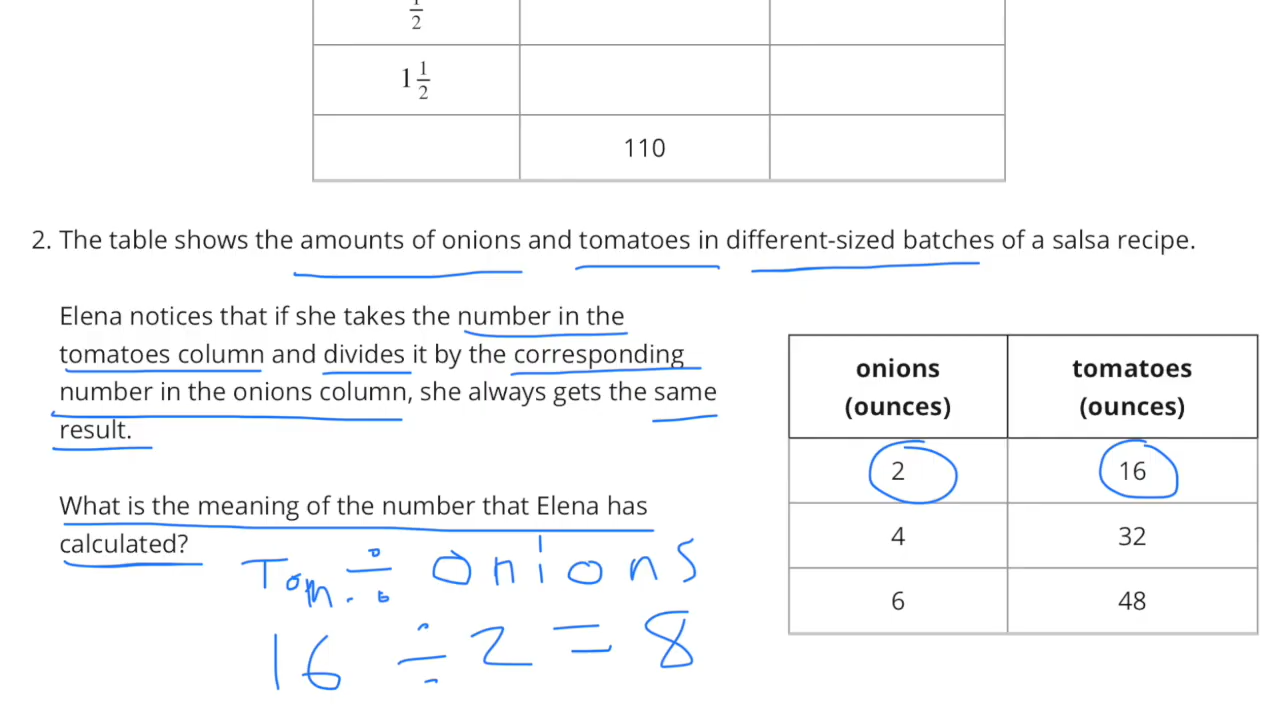 1/2
1 1/2
110
2. The table shows the amounts of onions and tomatoes in different-sized batches of a salsa recipe.
Elena notices that if she takes the number in the
tomatoes column and divides it by the corresponding
number in the onions column, she always gets the same
result.
What is the meaning of the number that Elena has
calculated?
Tom. ÷ onions
16 ÷ 2 = 8
onions tomatoes
(ounces) (ounces)
2 16
4 32
6 48